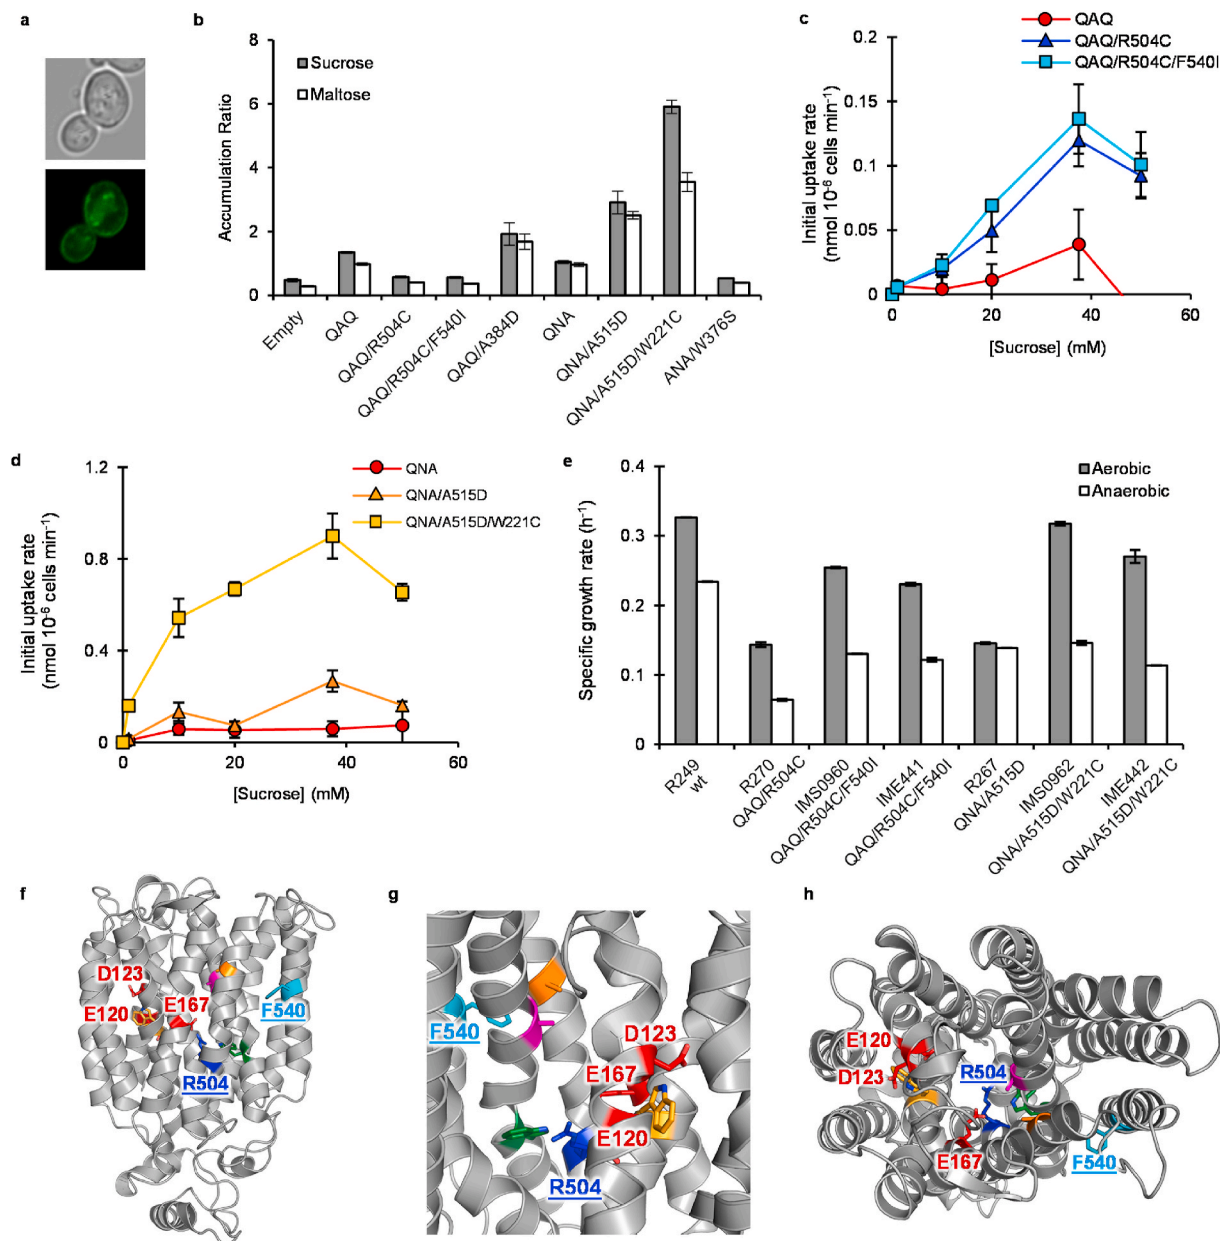 a
b
8
6
4
2
0
Accumulation Ratio
Sucrose
Maltose
Empty
QAQ
QAQ/R504C
QAQ/R504C/F540I
QAQ/A384D
QNA
QNA/A515D
QNA/A515D/W221C
ANA/W376S
c
QAQ
QAQ/R504C
QAQ/R504C/F540I
0.2
0.15
0.1
0.05
0
Initial uptake rate
(nmol 10⁻⁶ cells min⁻¹)
0
20
40
60
[Sucrose] (mM)
d
1.2
0.8
0.4
0
Initial uptake rate
(nmol 10⁻⁶ cells min⁻¹)
QNA
QNA/A515D
QNA/A515D/W221C
0
20
40
60
[Sucrose] (mM)
e
0.4
0.3
0.2
0.1
0
Specific growth rate (h⁻¹)
Aerobic
Anaerobic
R249
wt
R270
QAQ/R504C
IMS0960
QAQ/R504C/F540I
IME441
QAQ/R504C/F540I
R267
QNA/A515D
IMS0962
QNA/A515D/W221C
IME442
QNA/A515D/W221C
f
D123
E120
E167
F540
R504
g
F540
D123
E167
E120
R504
h
E120
D123
R504
E167
F540